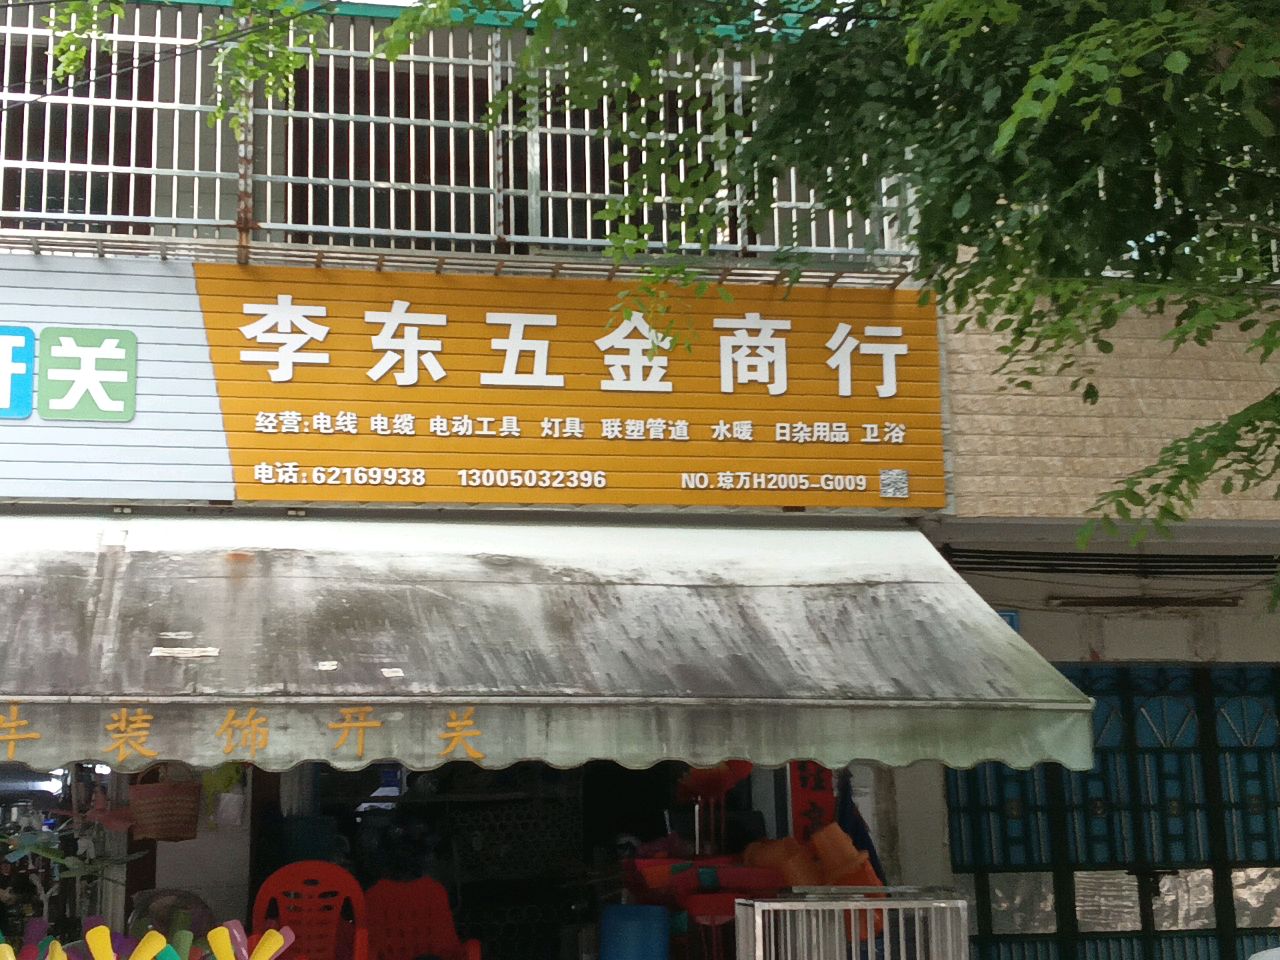 开关
李东五金商行
经营:电线 电缆 电动工具 灯具 联塑管道 水暖 日杂用品 卫浴
电话:62169938 13005032396 NO.琼万H2005-G009
牛装饰开关